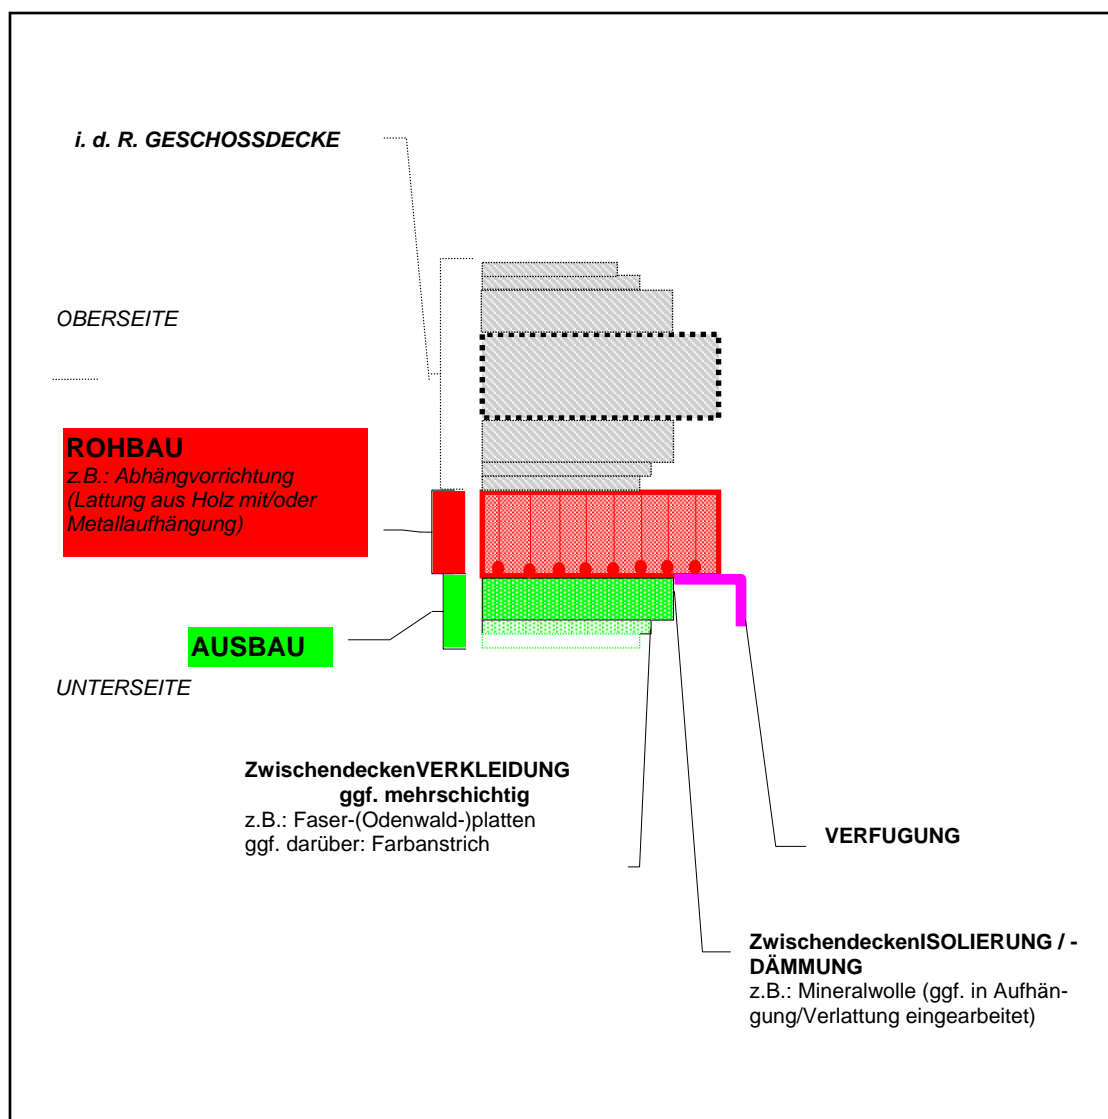 i. d. R. GESCHOSSDECKE
OBERSEITE
ROHBAU
z.B.: Abhängvorrichtung
(Lattung aus Holz mit/oder
Metallaufhängung)
AUSBAU
UNTERSEITE
ZwischendeckenVERKLEIDUNG
ggf. mehrschichtig
z.B.: Faser-(Odenwald-)platten
ggf. darüber: Farbanstrich
VERFUGUNG
ZwischendeckenISOLIERUNG / -
DÄMMUNG
z.B.: Mineralwolle (ggf. in Aufhän-
gung/Verlattung eingearbeitet)